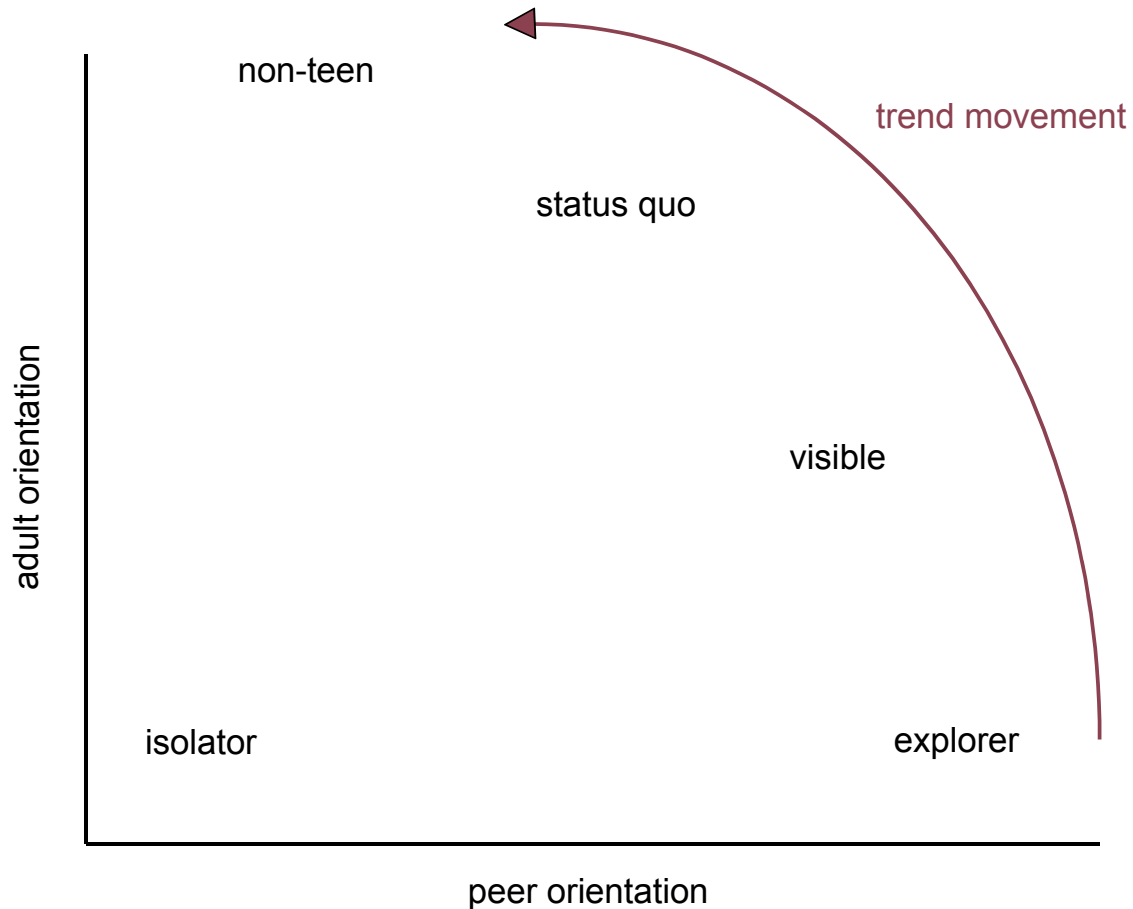 non-teen
trend movement
status quo
adult orientation
visible
isolator
explorer
peer orientation